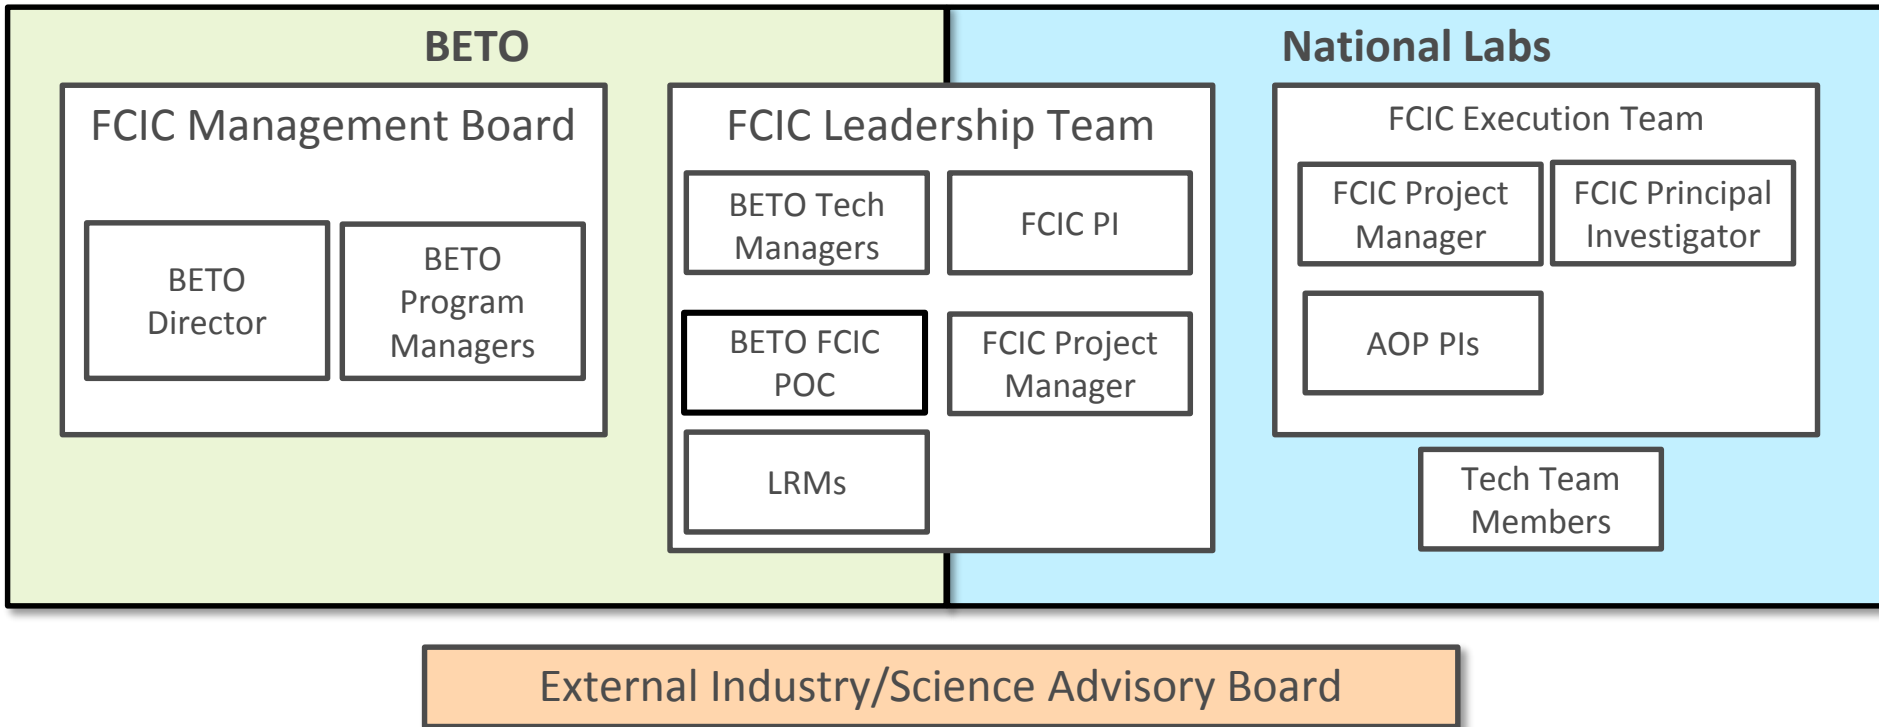 BETO
FCIC Management Board
BETO
Director
BETO
Program
Managers
FCIC Leadership Team
BETO Tech
Managers
FCIC PI
BETO FCIC
POC
FCIC Project
Manager
LRMs
National Labs
FCIC Execution Team
FCIC Project
Manager
FCIC Principal
Investigator
AOP PIs
Tech Team
Members
External Industry/Science Advisory Board